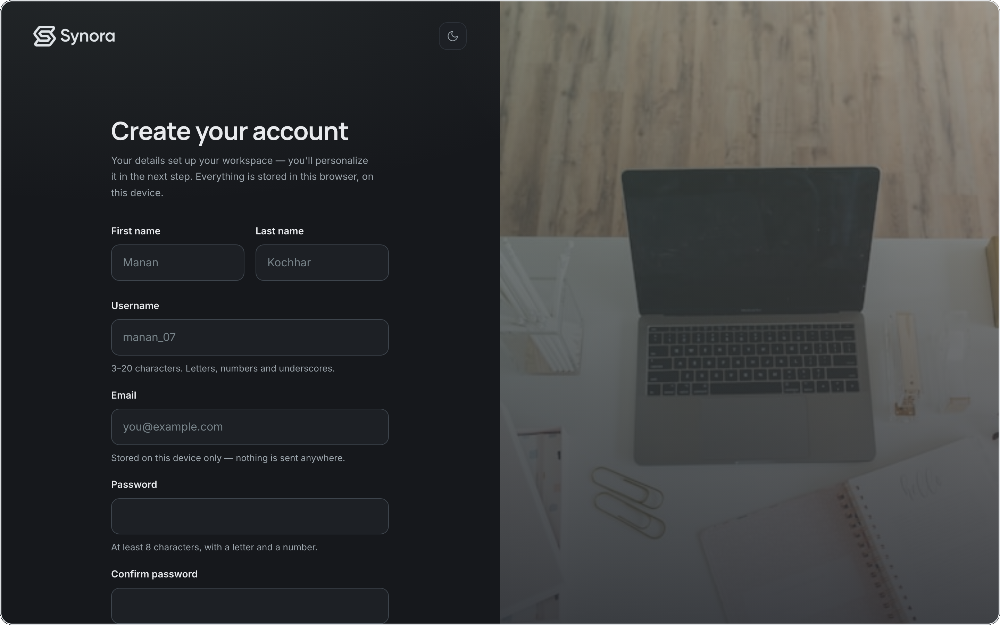 Synora
Create your account
Your details set up your workspace — you'll personalize
it in the next step. Everything is stored in this browser, on
this device.
First name
Last name
Manan
Kochhar
Username
manan_07
3–20 characters. Letters, numbers and underscores.
Email
you@example.com
Stored on this device only — nothing is sent anywhere.
Password
At least 8 characters, with a letter and a number.
Confirm password